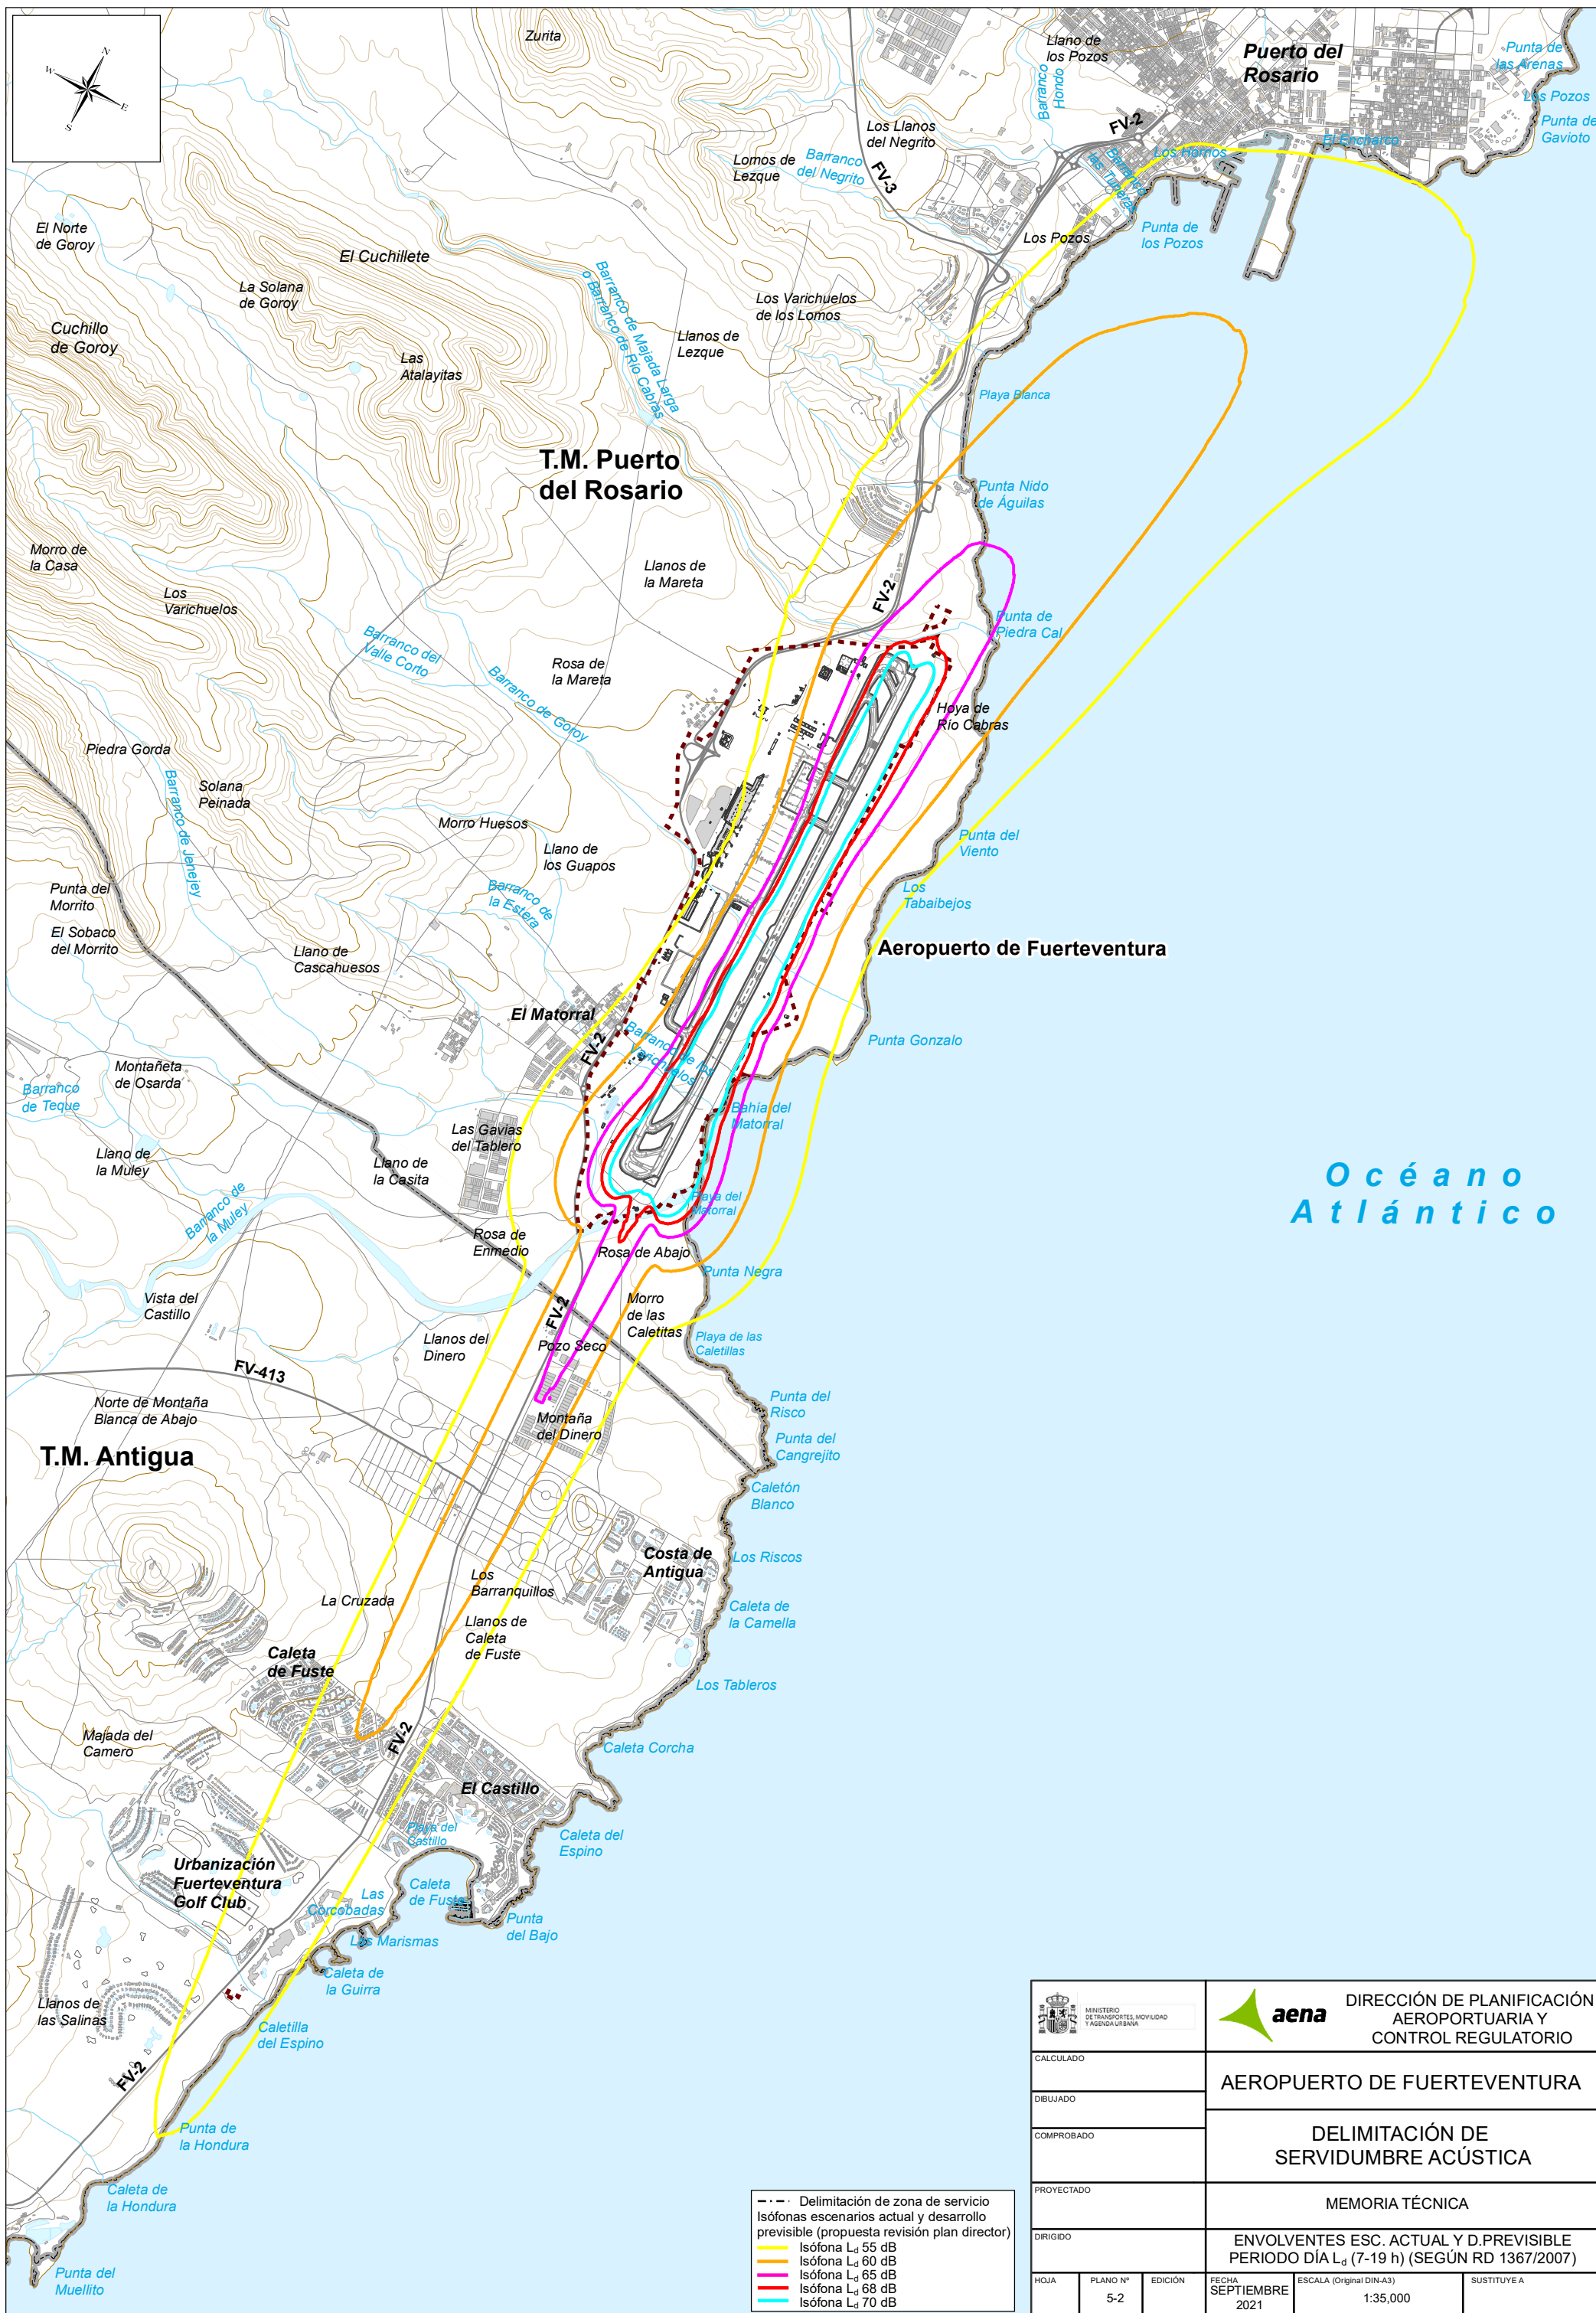 N
W
E
S
Zurita
Llano de
los Pozos
Puerto del
Rosario
Punta de
las Arenas
Los Pozos
Punta de
Gavioto
Barranco
Hondo
FV-2
El Encharco
Los Hornos
Barranco
las Tuneras
Los Llanos
del Negrito
Lomos de
Lezque
Barranco
del Negrito
FV-3
Punta de
los Pozos
Los Pozos
El Norte
de Goroy
El Cuchillete
La Solana
de Goroy
Barranco de Majada Larga
o Barranco de Río Cabras
Los Varichuelos
de los Lomos
Cuchillo
de Goroy
Llanos de
Lezque
Las
Atalayitas
Playa Blanca
T.M. Puerto
del Rosario
Punta Nido
de Águilas
Morro de
la Casa
Llanos de
la Mareta
Los
Varichuelos
FV-2
Punta de
Piedra Cal
Barranco del
Valle Corto
Rosa de
la Mareta
Barranco de Goroy
Hoya de
Río Cabras
Piedra Gorda
Barranco de Jenejey
Solana
Peinada
Morro Huesos
Llano de
los Guapos
Punta del
Viento
Punta del
Morrito
Barranco de
la Estera
Los
Tabaibejos
El Sobaco
del Morrito
Llano de
Cascahuesos
Aeropuerto de Fuerteventura
El Matorral
FV-2
Barranco de los
Varichuelos
Punta Gonzalo
Montañeta
de Osarda
Barranco
de Teque
Bahía del
Matorral
Las Gavias
del Tablero
Llano de
la Muley
Llano de
la Casita
Océano
Atlántico
Barranco de
la Muley
Playa del
Matorral
Rosa de
Enmedio
Rosa de Abajo
Punta Negra
Vista del
Castillo
Morro
de las
Caletitas
FV-2
Llanos del
Dinero
Pozo Seco
Playa de las
Caletillas
FV-413
Norte de Montaña
Blanca de Abajo
Punta del
Risco
Montaña
del Dinero
Punta del
Cangrejito
T.M. Antigua
Caletón
Blanco
Costa de
Antigua
Los Riscos
Los
Barranquillos
La Cruzada
Caleta de
la Camella
Llanos de
Caleta
de Fuste
Caleta
de Fuste
Los Tableros
Majada del
Camero
FV-2
Caleta Corcha
El Castillo
Playa del
Castillo
Caleta del
Espino
Urbanización
Fuerteventura
Golf Club
Las
Corcobadas
Caleta
de Fuste
Punta
del Bajo
Las Marismas
Caleta de
la Guirra
Llanos de
las Salinas
Caletilla
del Espino
FV-2
Punta de
la Hondura
Caleta de
la Hondura
Punta del
Muellito
Delimitación de zona de servicio
Isófonas escenarios actual y desarrollo
previsible (propuesta revisión plan director)
Isófona Ld 55 dB
Isófona Ld 60 dB
Isófona Ld 65 dB
Isófona Ld 68 dB
Isófona Ld 70 dB
MINISTERIO
DE TRANSPORTES, MOVILIDAD
Y AGENDA URBANA
aena
DIRECCIÓN DE PLANIFICACIÓN
AEROPORTUARIA Y
CONTROL REGULATORIO
CALCULADO
AEROPUERTO DE FUERTEVENTURA
DIBUJADO
COMPROBADO
DELIMITACIÓN DE
SERVIDUMBRE ACÚSTICA
PROYECTADO
MEMORIA TÉCNICA
DIRIGIDO
ENVOLVENTES ESC. ACTUAL Y D.PREVISIBLE
PERIODO DÍA Ld (7-19 h) (SEGÚN RD 1367/2007)
HOJA
PLANO Nº
5-2
EDICIÓN
FECHA
SEPTIEMBRE
2021
ESCALA (Original DIN-A3)
1:35,000
SUSTITUYE A